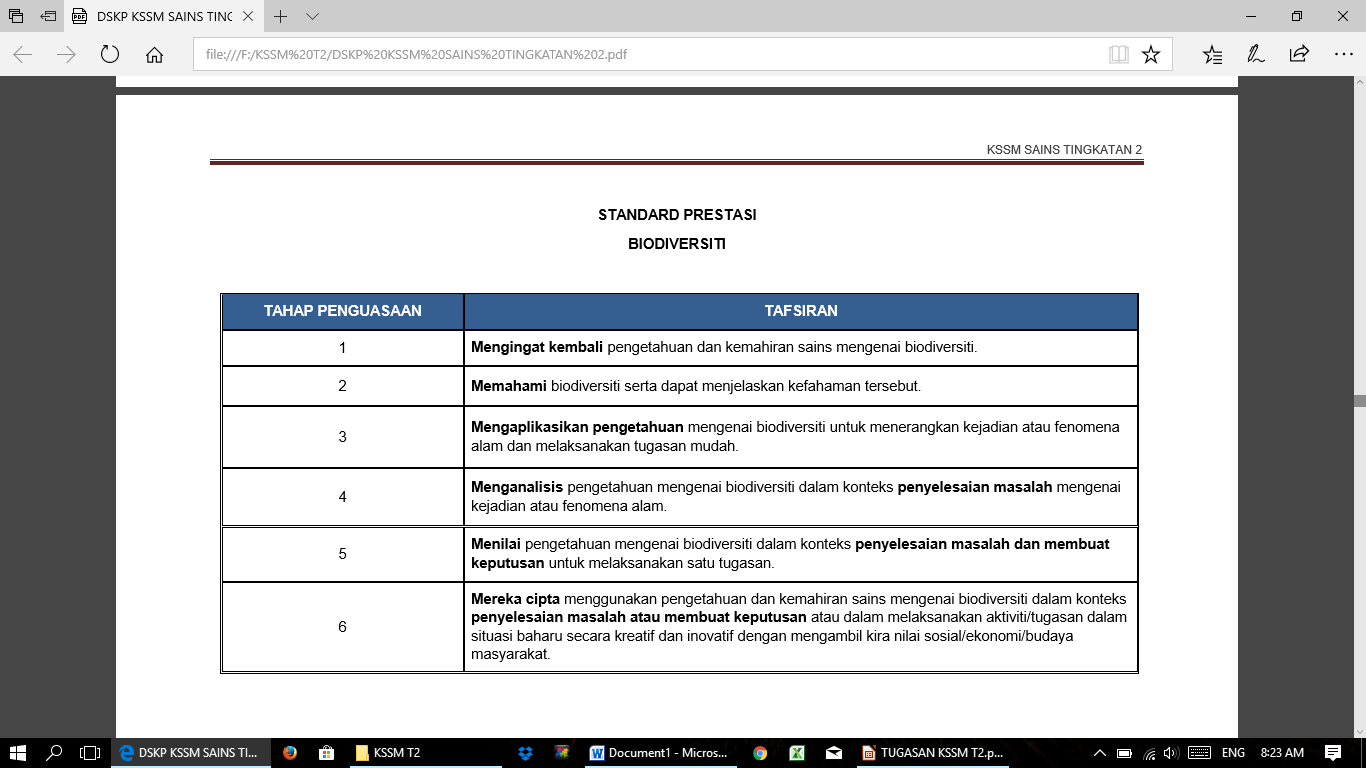 DSKP KSSM SAINS TING
file:///F:/KSSM%20T2/DSKP%20KSSM%20SAINS%20TINGKATAN%202.pdf
KSSM SAINS TINGKATAN 2
STANDARD PRESTASI
BIODIVERSITI
TAHAP PENGUASAAN
TAFSIRAN
1
Mengingat kembali pengetahuan dan kemahiran sains mengenai biodiversiti.
2
Memahami biodiversiti serta dapat menjelaskan kefahaman tersebut.
3
Mengaplikasikan pengetahuan mengenai biodiversiti untuk menerangkan kejadian atau fenomena
alam dan melaksanakan tugasan mudah.
4
Menganalisis pengetahuan mengenai biodiversiti dalam konteks penyelesaian masalah mengenai
kejadian atau fenomena alam.
5
Menilai pengetahuan mengenai biodiversiti dalam konteks penyelesaian masalah dan membuat
keputusan untuk melaksanakan satu tugasan.
6
Mereka cipta menggunakan pengetahuan dan kemahiran sains mengenai biodiversiti dalam konteks
penyelesaian masalah atau membuat keputusan atau dalam melaksanakan aktiviti/tugasan dalam
situasi baharu secara kreatif dan inovatif dengan mengambil kira nilai sosial/ekonomi/budaya
masyarakat.
DSKP KSSM SAINS TI...
KSSM T2
Document1 - Micros...
TUGASAN KSSM T2.p...
ENG
8:23 AM